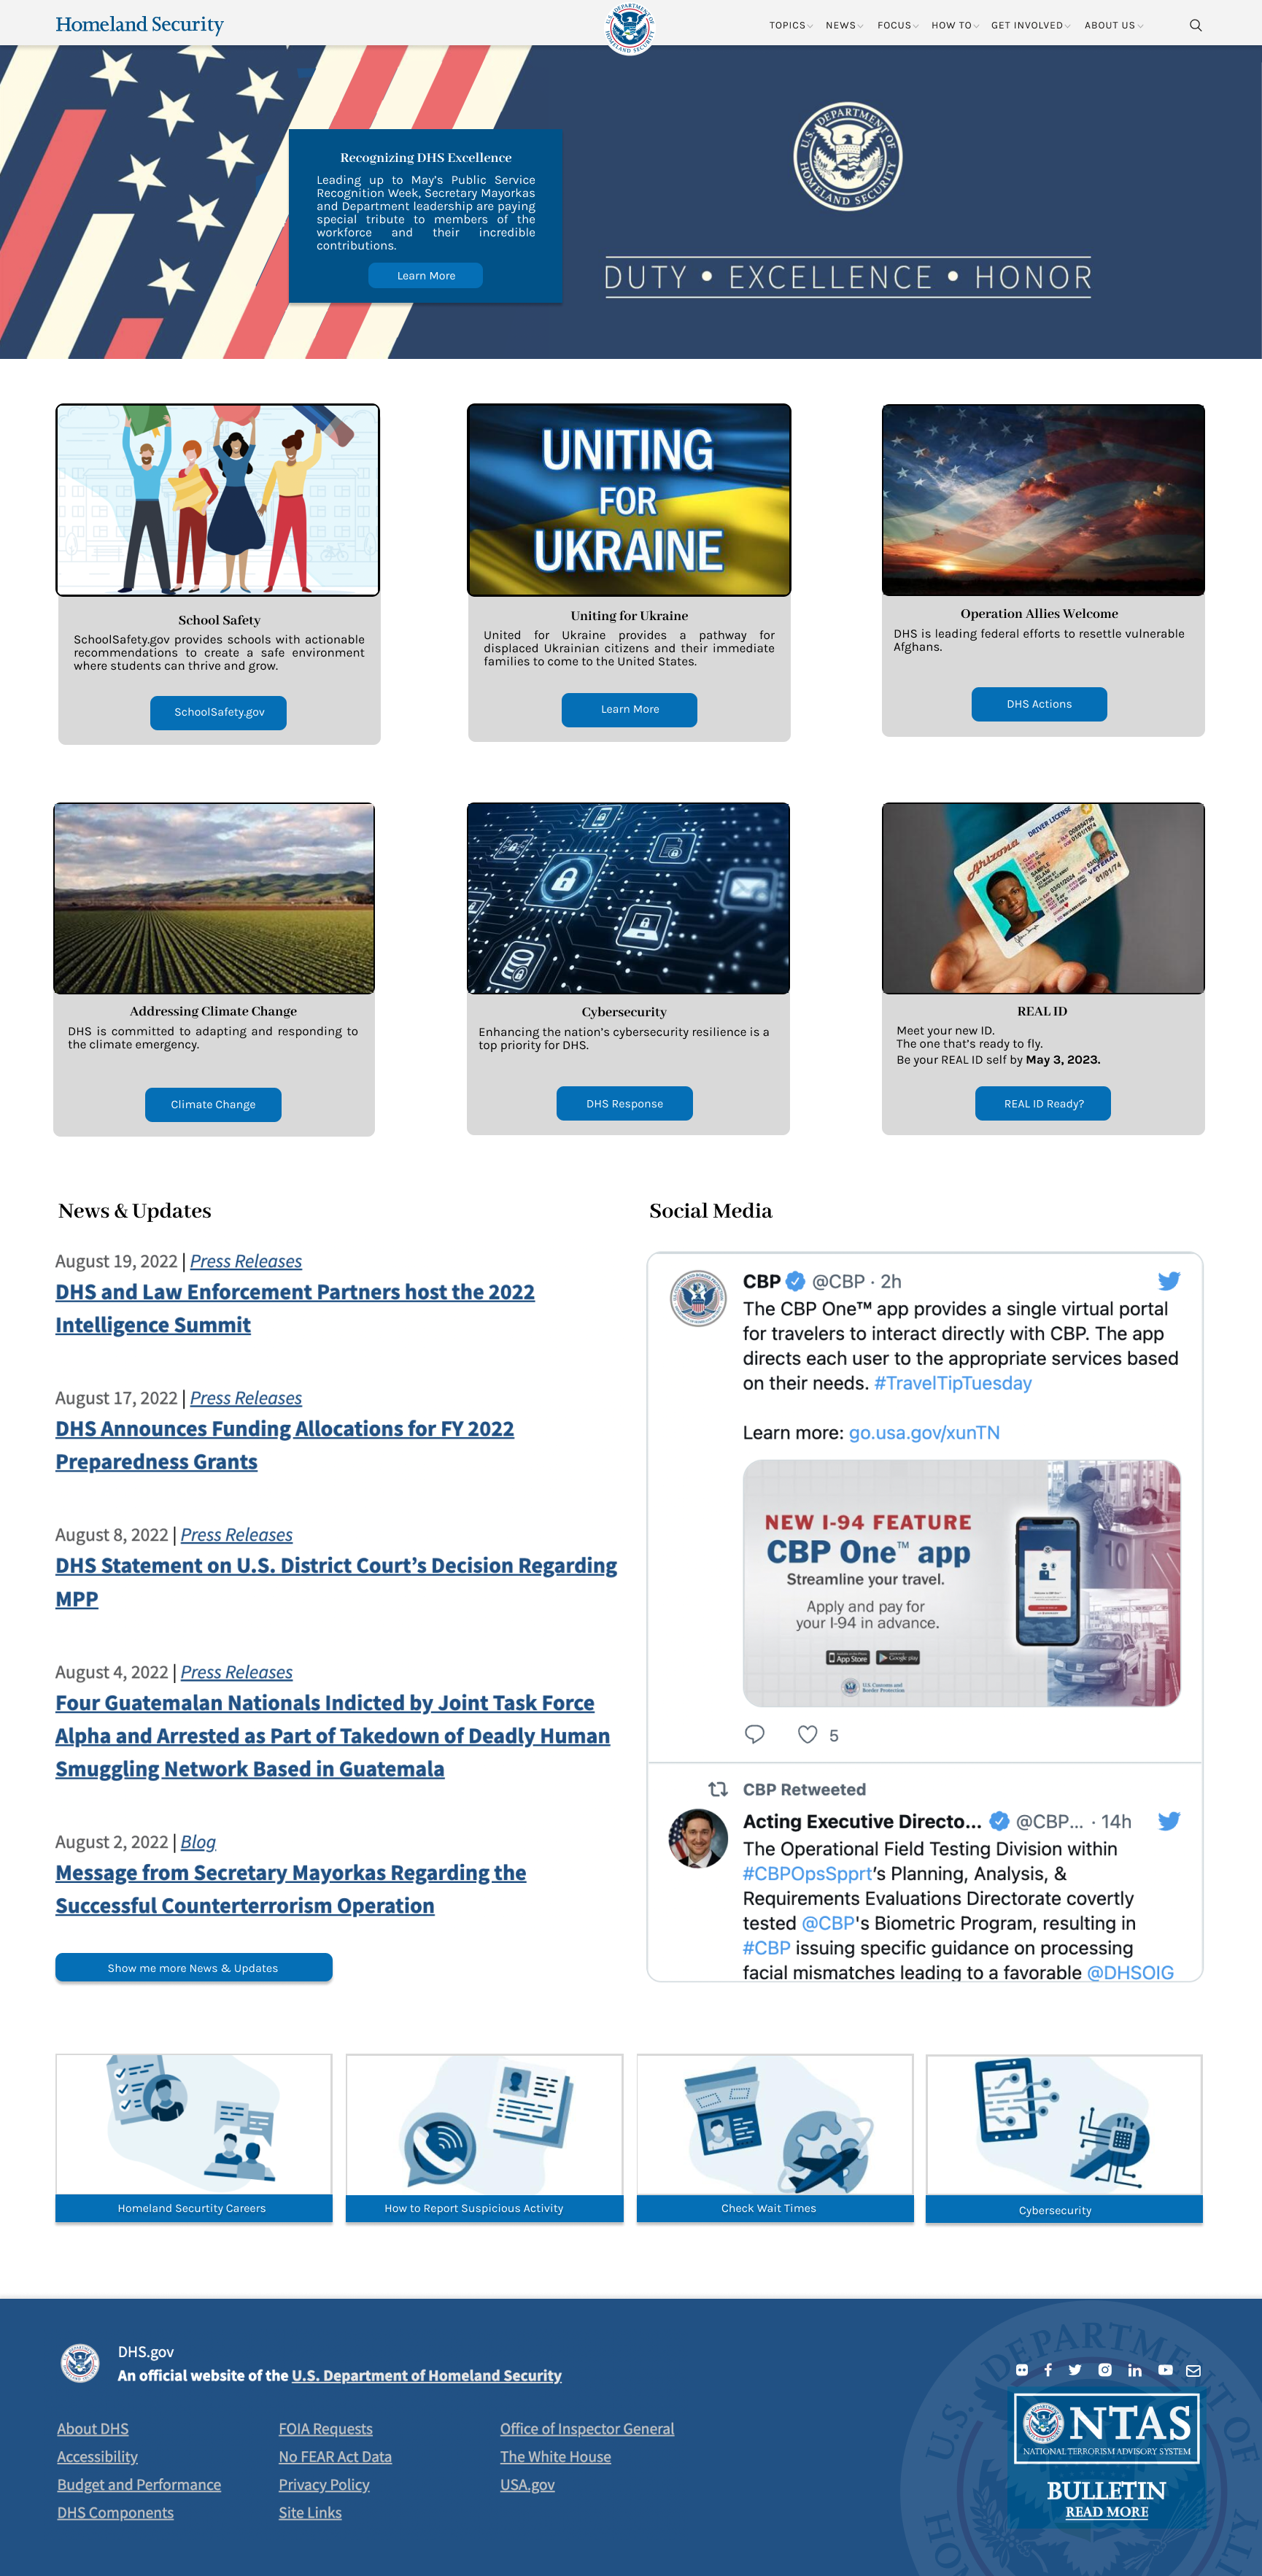 Homeland Security
U.S. DEPARTMENT OF HOMELAND SECURITY
TOPICS NEWS FOCUS HOW TO GET INVOLVED ABOUT US
Recognizing DHS Excellence
Leading up to May's Public Service
Recognition Week, Secretary Mayorkas
and Department leadership are paying
special tribute to members of the
workforce and their incredible
contributions.
Learn More
U.S. DEPARTMENT OF HOMELAND SECURITY
DUTY • EXCELLENCE • HONOR
School Safety
SchoolSafety.gov provides schools with actionable
recommendations to create a safe environment
where students can thrive and grow.
SchoolSafety.gov
UNITING
FOR
UKRAINE
Uniting for Ukraine
United for Ukraine provides a pathway for
displaced Ukrainian citizens and their immediate
families to come to the United States.
Learn More
Operation Allies Welcome
DHS is leading federal efforts to resettle vulnerable
Afghans.
DHS Actions
Addressing Climate Change
DHS is committed to adapting and responding to
the climate emergency.
Climate Change
Cybersecurity
Enhancing the nation's cybersecurity resilience is a
top priority for DHS.
DHS Response
Arizona
DRIVER LICENSE
VETERAN
01/01/74
REAL ID
Meet your new ID.
The one that's ready to fly.
Be your REAL ID self by May 3, 2023.
REAL ID Ready?
News & Updates
August 19, 2022 | Press Releases
DHS and Law Enforcement Partners host the 2022
Intelligence Summit
August 17, 2022 | Press Releases
DHS Announces Funding Allocations for FY 2022
Preparedness Grants
August 8, 2022 | Press Releases
DHS Statement on U.S. District Court's Decision Regarding
MPP
August 4, 2022 | Press Releases
Four Guatemalan Nationals Indicted by Joint Task Force
Alpha and Arrested as Part of Takedown of Deadly Human
Smuggling Network Based in Guatemala
August 2, 2022 | Blog
Message from Secretary Mayorkas Regarding the
Successful Counterterrorism Operation
Show me more News & Updates
Social Media
CBP @CBP · 2h
The CBP One™ app provides a single virtual portal
for travelers to interact directly with CBP. The app
directs each user to the appropriate services based
on their needs. #TravelTipTuesday
Learn more: go.usa.gov/xunTN
NEW I-94 FEATURE
CBP One™ app
Streamline your travel.
Apply and pay for
your I-94 in advance.
App Store
Google play
U.S. Customs and
Border Protection
10
5
CBP Retweeted
Acting Executive Directo... @CBP... · 14h
The Operational Field Testing Division within
#CBPOpsSpprt's Planning, Analysis, &
Requirements Evaluations Directorate covertly
tested @CBP's Biometric Program, resulting in
#CBP issuing specific guidance on processing
facial mismatches leading to a favorable @DHSOIG
Homeland Securtity Careers
How to Report Suspicious Activity
Check Wait Times
Cybersecurity
DHS.gov
An official website of the U.S. Department of Homeland Security
About DHS
Accessibility
Budget and Performance
DHS Components
FOIA Requests
No FEAR Act Data
Privacy Policy
Site Links
Office of Inspector General
The White House
USA.gov
NTAS
NATIONAL TERRORISM ADVISORY SYSTEM
BULLETIN
READ MORE